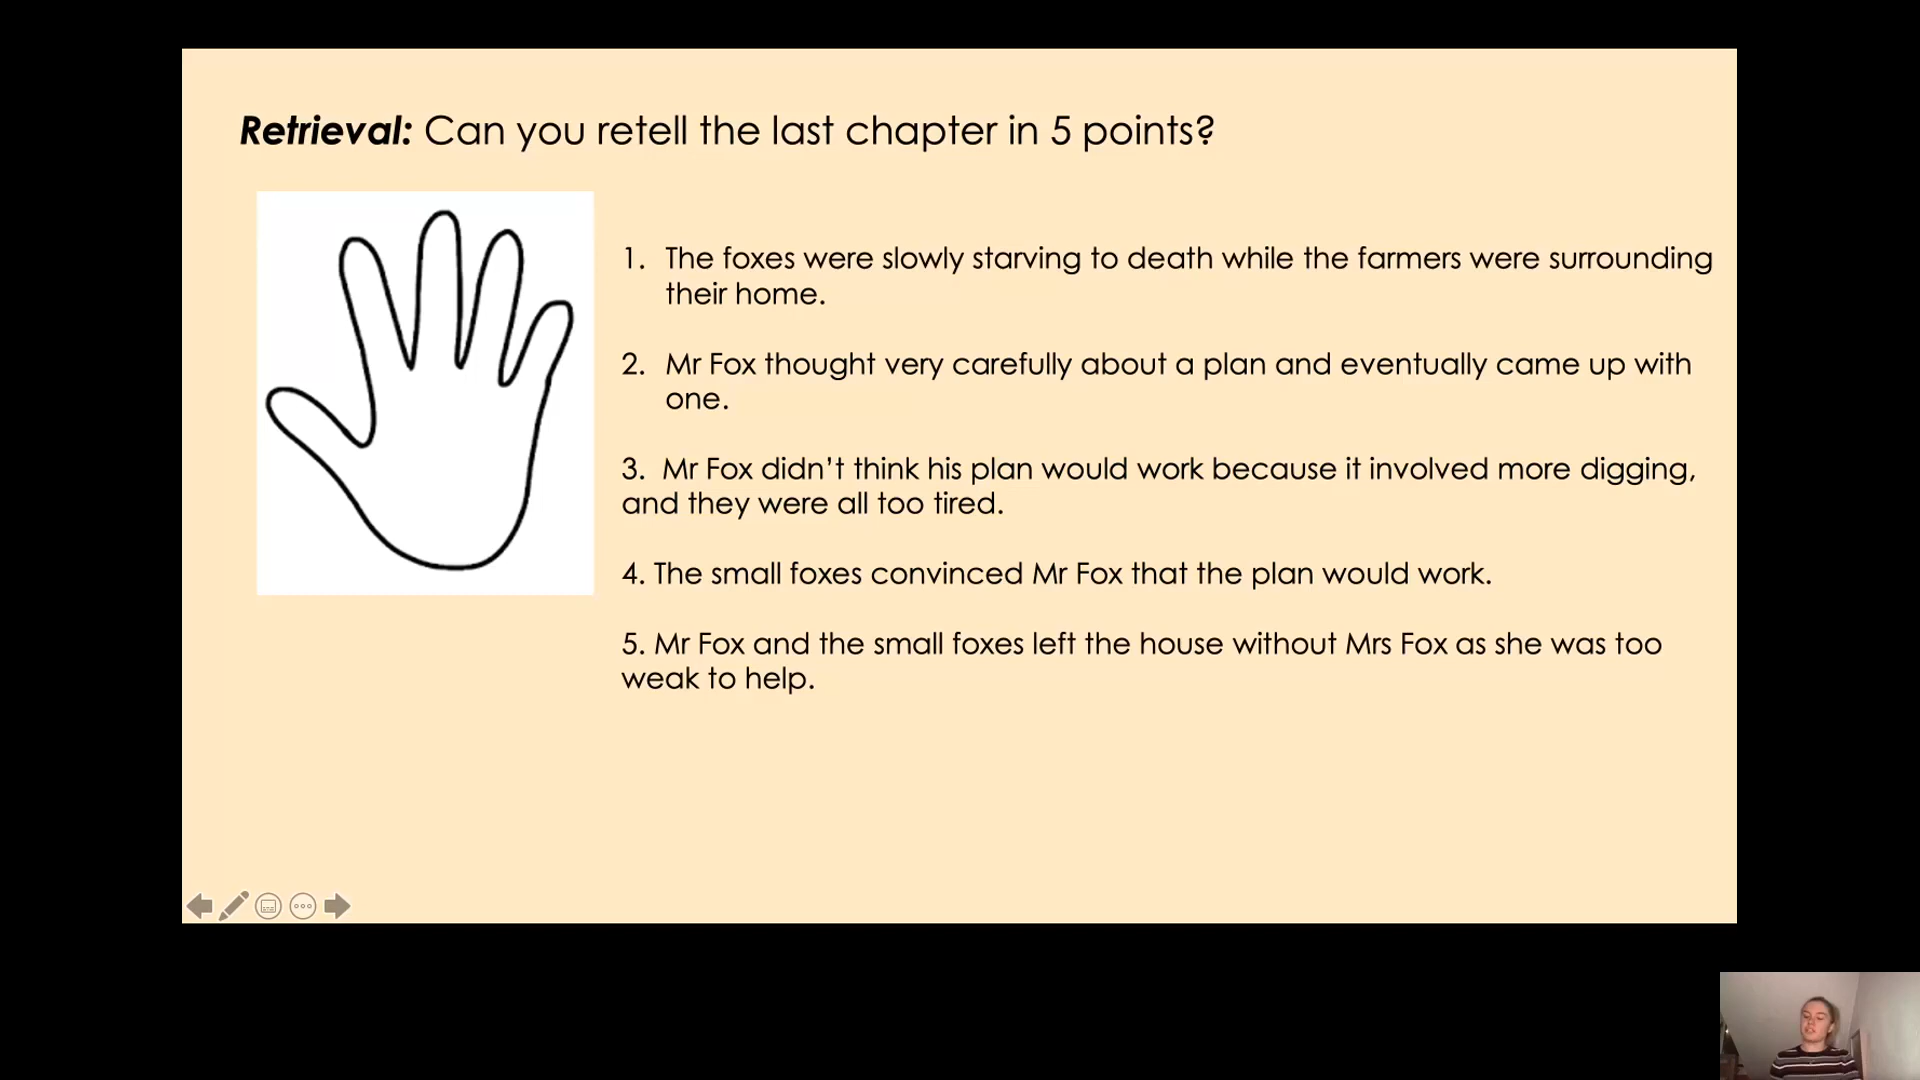 Retrieval: Can you retell the last chapter in 5 points?
1. The foxes were slowly starving to death while the farmers were surrounding
their home.
2. Mr Fox thought very carefully about a plan and eventually came up with
one.
3. Mr Fox didn’t think his plan would work because it involved more digging,
and they were all too tired.
4. The small foxes convinced Mr Fox that the plan would work.
5. Mr Fox and the small foxes left the house without Mrs Fox as she was too
weak to help.